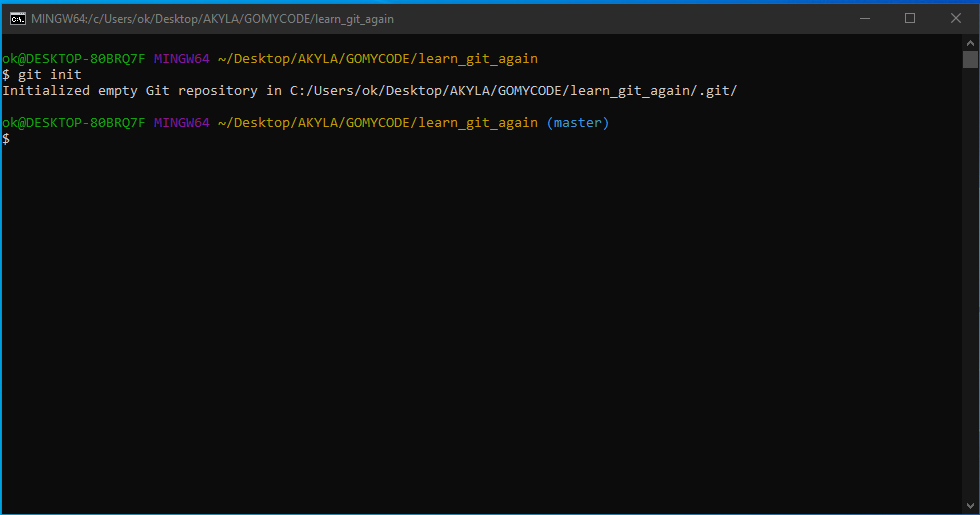 MINGW64:/c/Users/ok/Desktop/AKYLA/GOMYCODE/learn_git_again
ok@DESKTOP-80BRQ7F MINGW64 ~/Desktop/AKYLA/GOMYCODE/learn_git_again
$ git init
Initialized empty Git repository in C:/Users/ok/Desktop/AKYLA/GOMYCODE/learn_git_again/.git/
ok@DESKTOP-80BRQ7F MINGW64 ~/Desktop/AKYLA/GOMYCODE/learn_git_again (master)
$